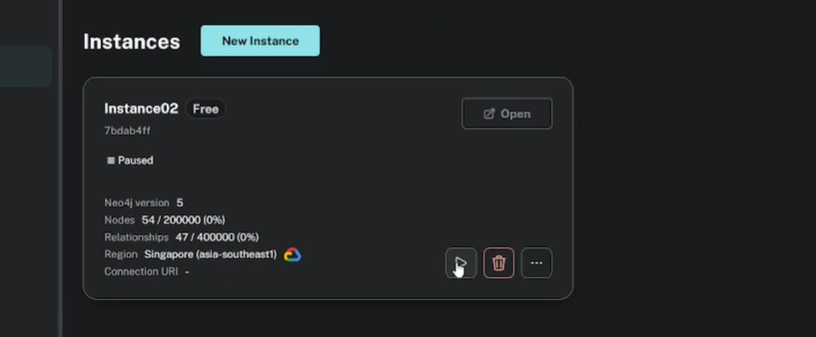 Instances
New Instance
Instance02 Free
Open
7bdab4ff
Paused
Neo4j version 5
Nodes 54 / 200000 (0%)
Relationships 47 / 400000 (0%)
Region Singapore (asia-southeast1)
Connection URI -